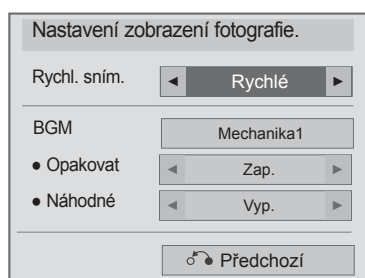 Nastavení zobrazení fotografie.
Rychl. sním. ◄ Rychlé ►
BGM Mechanika1
● Opakovat ◄ Zap. ►
● Náhodné ◄ Vyp. ►
Předchozí